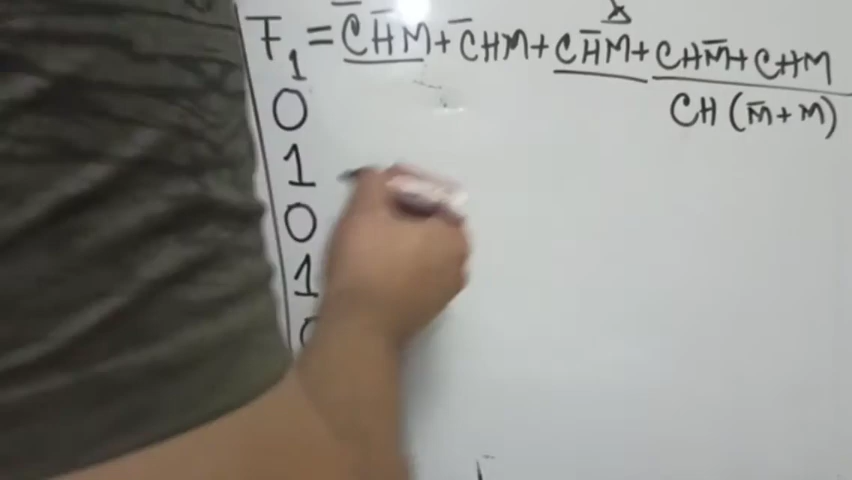 F₁ = C̅H̅M + C̅HM + CH̅M + CHM̅ + CHM
CH (M̅ + M)
0
1
0
1